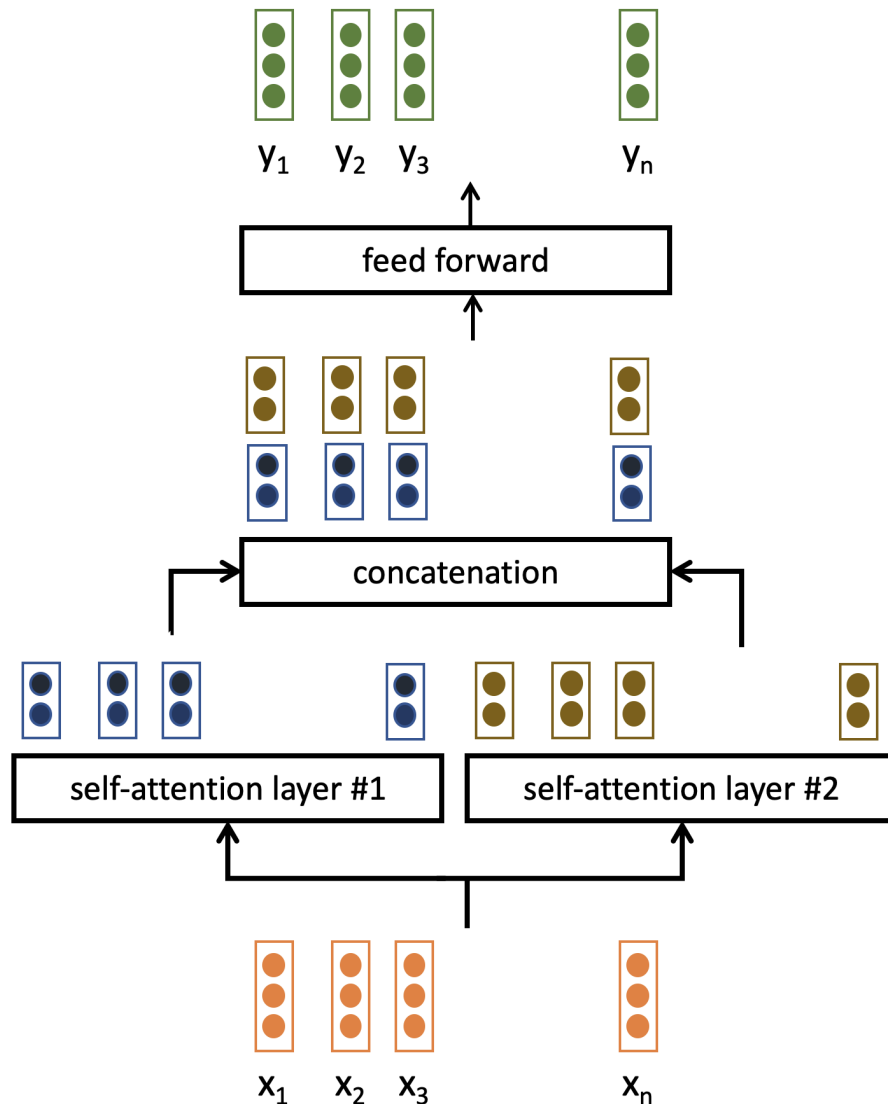 y₁ y₂ y₃ yₙ
feed forward
concatenation
self-attention layer #1 self-attention layer #2
x₁ x₂ x₃ xₙ